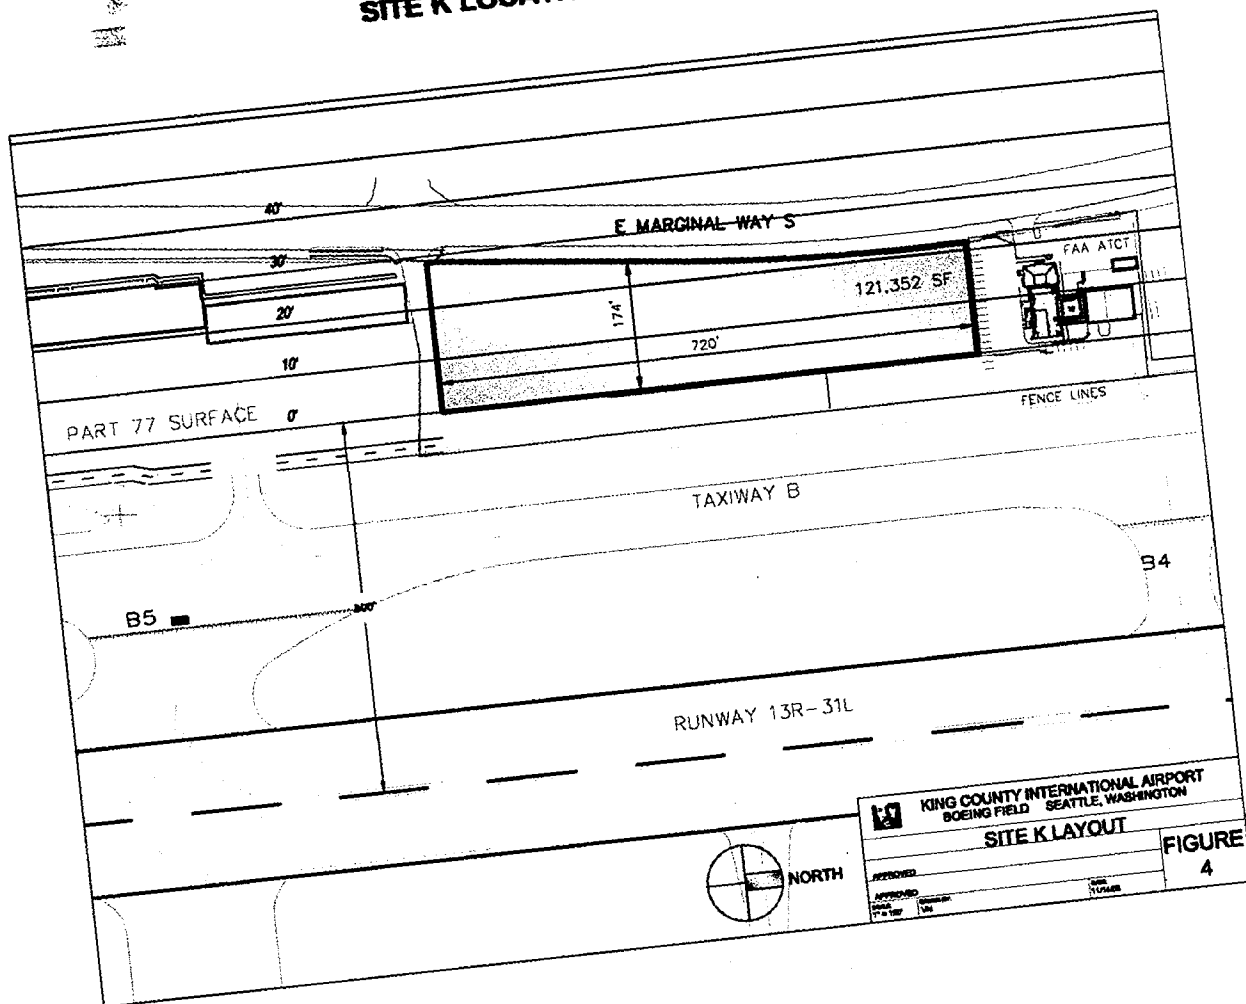 SITE K
40'
E MARGINAL WAY S
FAA ATCT
30'
121,352 SF
20'
174'
720'
10'
PART 77 SURFACE 0'
FENCE LINES
TAXIWAY B
B4
B5
RUNWAY 13R-31L
KING COUNTY INTERNATIONAL AIRPORT
BOEING FIELD SEATTLE, WASHINGTON
SITE K LAYOUT
FIGURE
4
NORTH
APPROVED
APPROVED